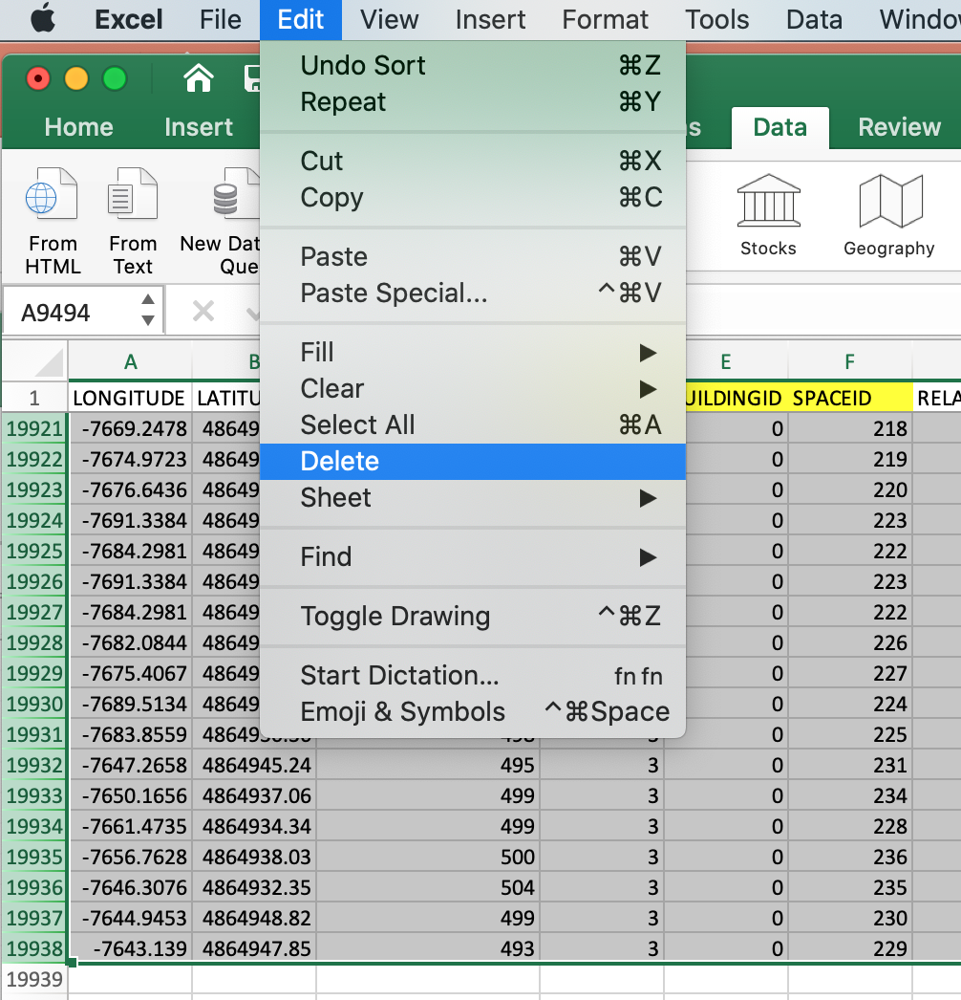 Excel File Edit View Insert Format Tools Data Windo
Undo Sort ⌘Z
Repeat ⌘Y
Cut ⌘X
Copy ⌘C
Paste ⌘V
Paste Special... ^⌘V
Fill ▶
Clear ▶
Select All ⌘A
Delete
Sheet ▶
Find ▶
Toggle Drawing ^⌘Z
Start Dictation... fn fn
Emoji & Symbols ^⌘Space
Home Insert s Data Review
From HTML
From Text
New Dat
Que
Stocks
Geography
A9494
A B E F
1 LONGITUDE LATITU UILDINGID SPACEID RELA
19921 -7669.2478 48649 0 218
19922 -7674.9723 48649 0 219
19923 -7676.6436 48649 0 220
19924 -7691.3384 48649 0 223
19925 -7684.2981 48649 0 222
19926 -7691.3384 48649 0 223
19927 -7684.2981 48649 0 222
19928 -7682.0844 48649 0 226
19929 -7675.4067 48649 0 227
19930 -7689.5134 48649 0 224
19931 -7683.8559 0 225
19932 -7647.2658 4864945.24 495 3 0 231
19933 -7650.1656 4864937.06 499 3 0 234
19934 -7661.4735 4864934.34 499 3 0 228
19935 -7656.7628 4864938.03 500 3 0 236
19936 -7646.3076 4864932.35 504 3 0 235
19937 -7644.9453 4864948.82 499 3 0 230
19938 -7643.139 4864947.85 493 3 0 229
19939